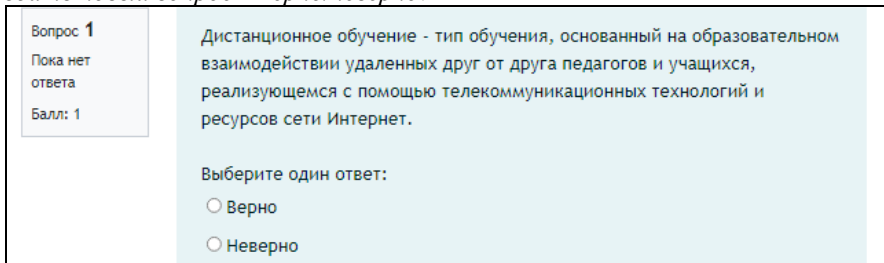 Вопрос 1
Пока нет
ответа
Балл: 1
Дистанционное обучение - тип обучения, основанный на образовательном
взаимодействии удаленных друг от друга педагогов и учащихся,
реализующемся с помощью телекоммуникационных технологий и
ресурсов сети Интернет.
Выберите один ответ:
Верно
Неверно